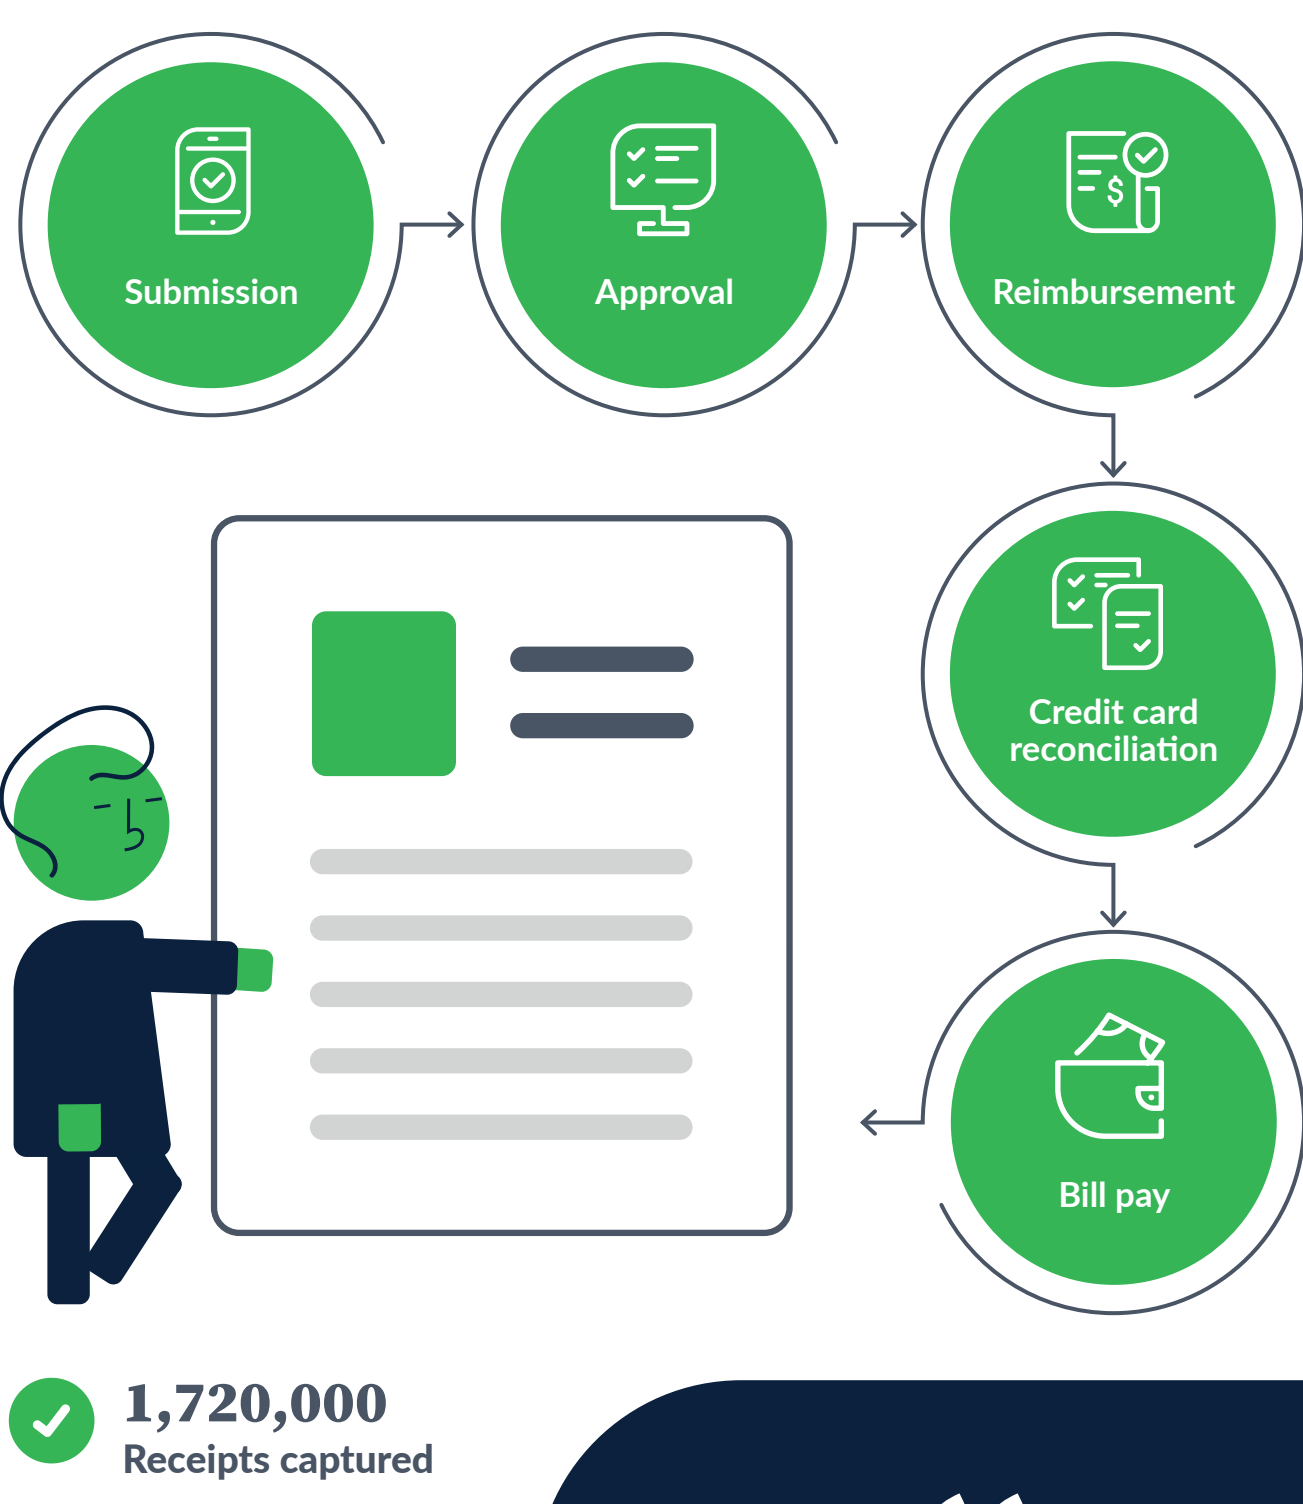 Submission
Approval
Reimbursement
$
Credit card
reconciliation
Bill pay
1,720,000
Receipts captured